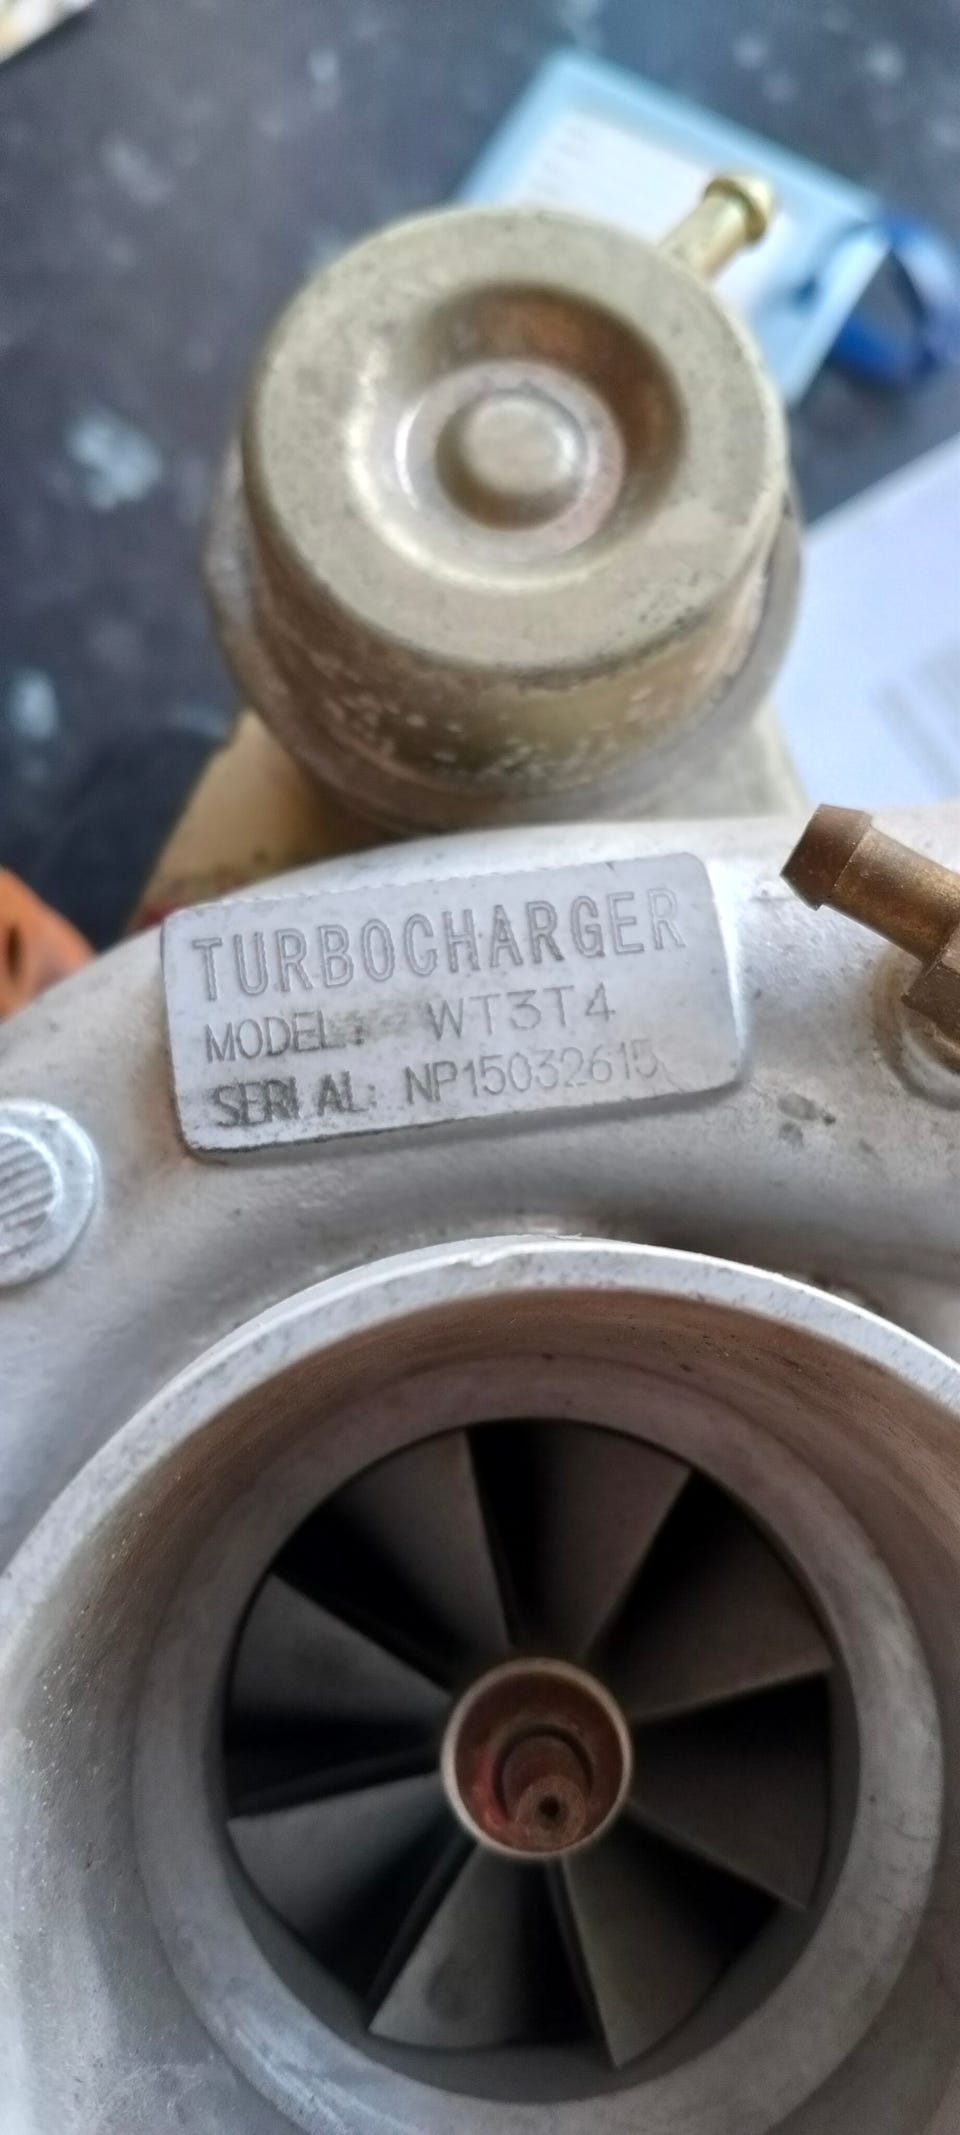 TURBOCHARGER
MODEL: WT3T4
SERIAL: NP15032615